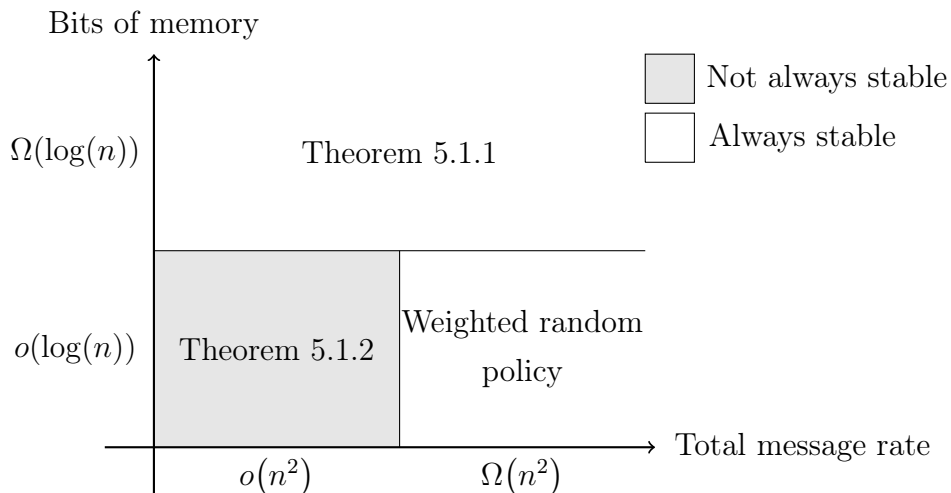 Bits of memory
Not always stable
Always stable
Ω(log(n))
Theorem 5.1.1
o(log(n))
Theorem 5.1.2
Weighted random
policy
Total message rate
o(n²)
Ω(n²)